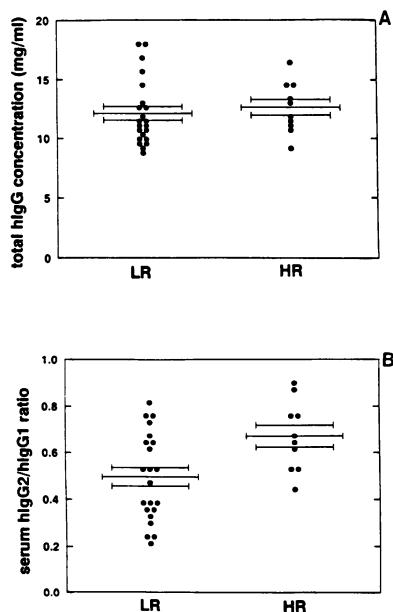 A
total hIgG concentration (mg/ml)
20
15
10
5
0
LR
HR
B
serum hIgG2/hIgG1 ratio
1.0
0.8
0.6
0.4
0.2
0.0
LR
HR